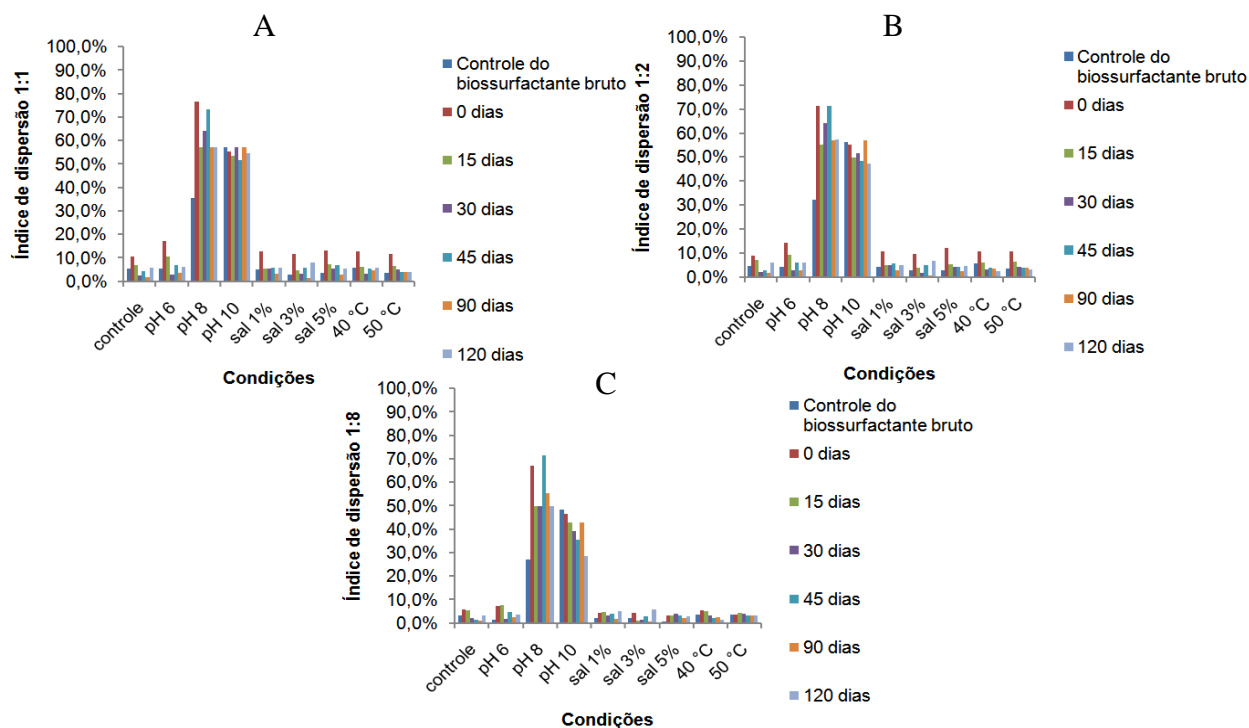 A
Índice de dispersão 1:1
100,0%
90,0%
80,0%
70,0%
60,0%
50,0%
40,0%
30,0%
20,0%
10,0%
0,0%
controle
pH 6
pH 8
pH 10
sal 1%
sal 3%
sal 5%
40 °C
50 °C
Condições
Controle do
biossurfactante bruto
0 dias
15 dias
30 dias
45 dias
90 dias
120 dias
B
Índice de dispersão 1:2
100,0%
90,0%
80,0%
70,0%
60,0%
50,0%
40,0%
30,0%
20,0%
10,0%
0,0%
controle
pH 6
pH 8
pH 10
sal 1%
sal 3%
sal 5%
40 °C
50 °C
Condições
Controle do
biossurfactante bruto
0 dias
15 dias
30 dias
45 dias
90 dias
120 dias
C
Índice de dispersão 1:8
100,0%
90,0%
80,0%
70,0%
60,0%
50,0%
40,0%
30,0%
20,0%
10,0%
0,0%
controle
pH 6
pH 8
pH 10
sal 1%
sal 3%
sal 5%
40 °C
50 °C
Condições
Controle do
biossurfactante bruto
0 dias
15 dias
30 dias
45 dias
90 dias
120 dias